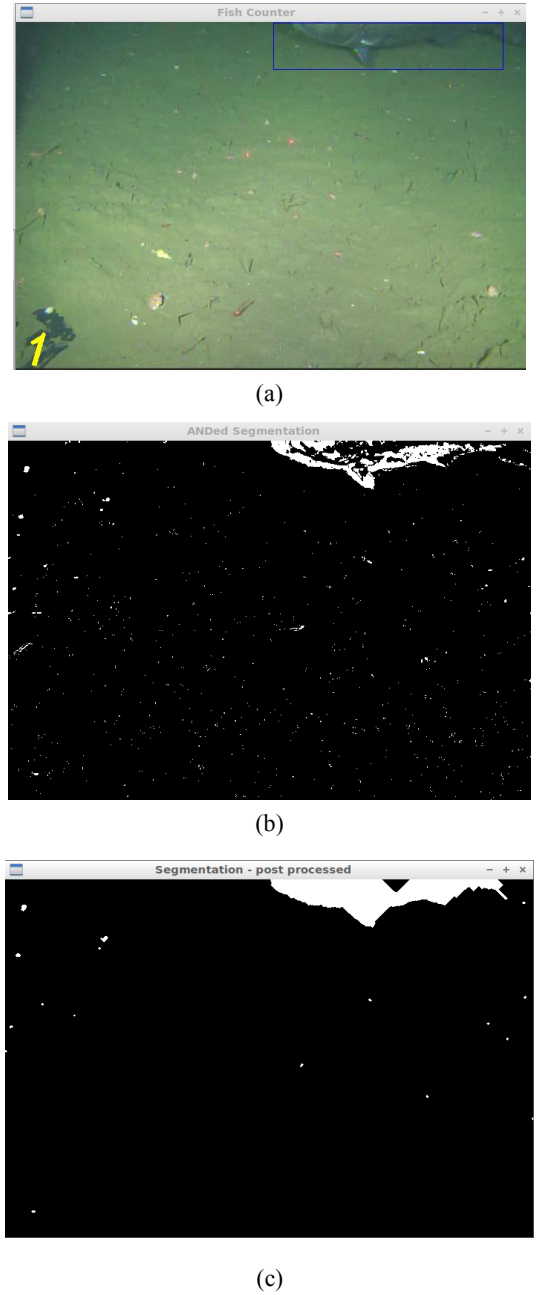 Fish Counter
1
(a)
ANDed Segmentation
(b)
Segmentation - post processed
(c)